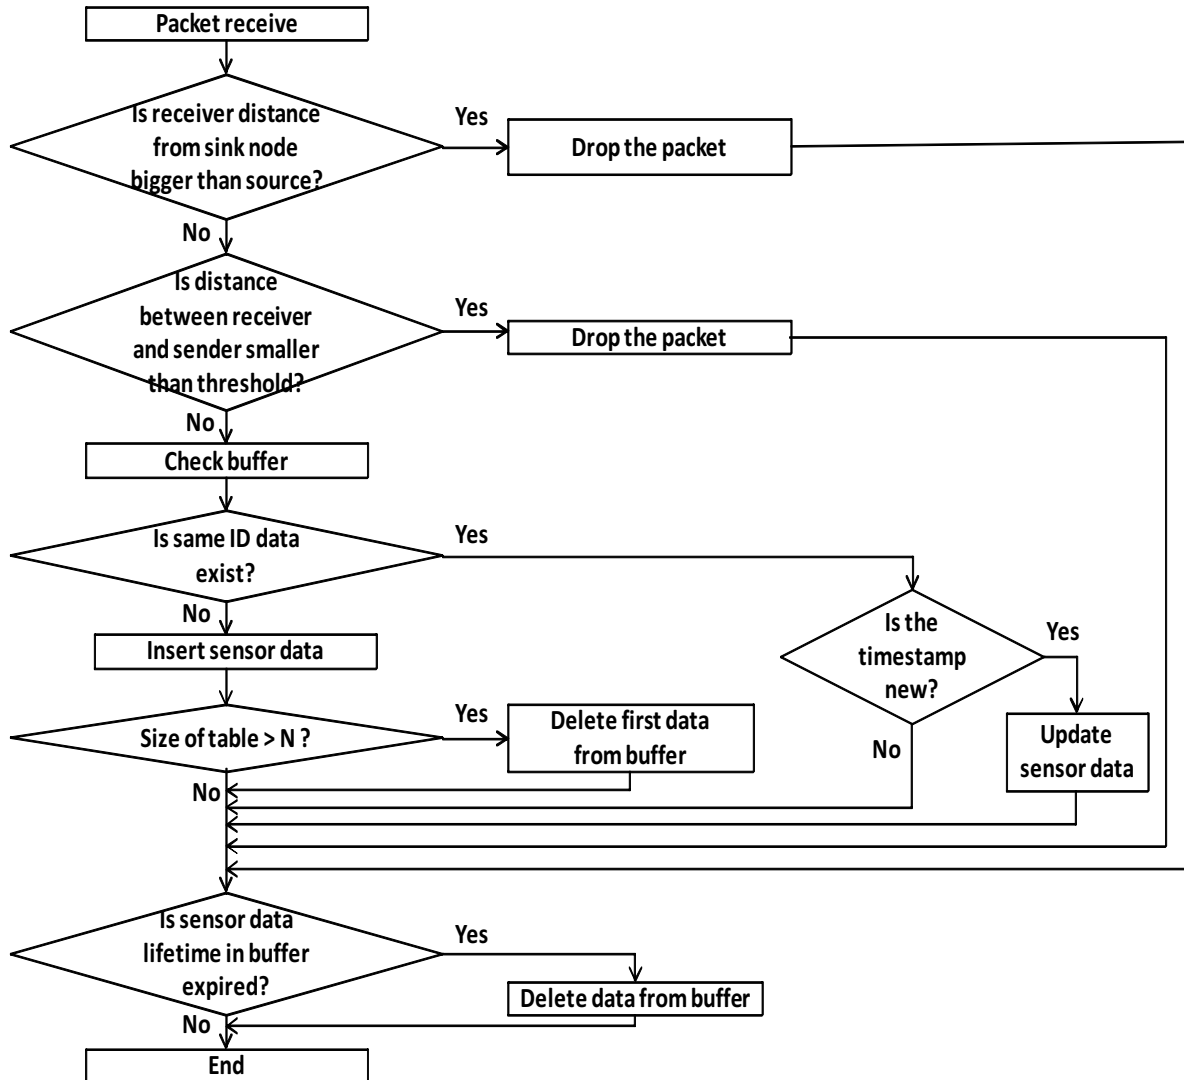 Packet receive
Is receiver distance
from sink node
bigger than source?
Yes
Drop the packet
No
Is distance
between receiver
and sender smaller
than threshold?
Yes
Drop the packet
No
Check buffer
Is same ID data
exist?
Yes
No
Insert sensor data
Is the
timestamp
new?
Yes
Update
sensor data
No
Size of table > N ?
Yes
Delete first data
from buffer
No
Is sensor data
lifetime in buffer
expired?
Yes
Delete data from buffer
No
End